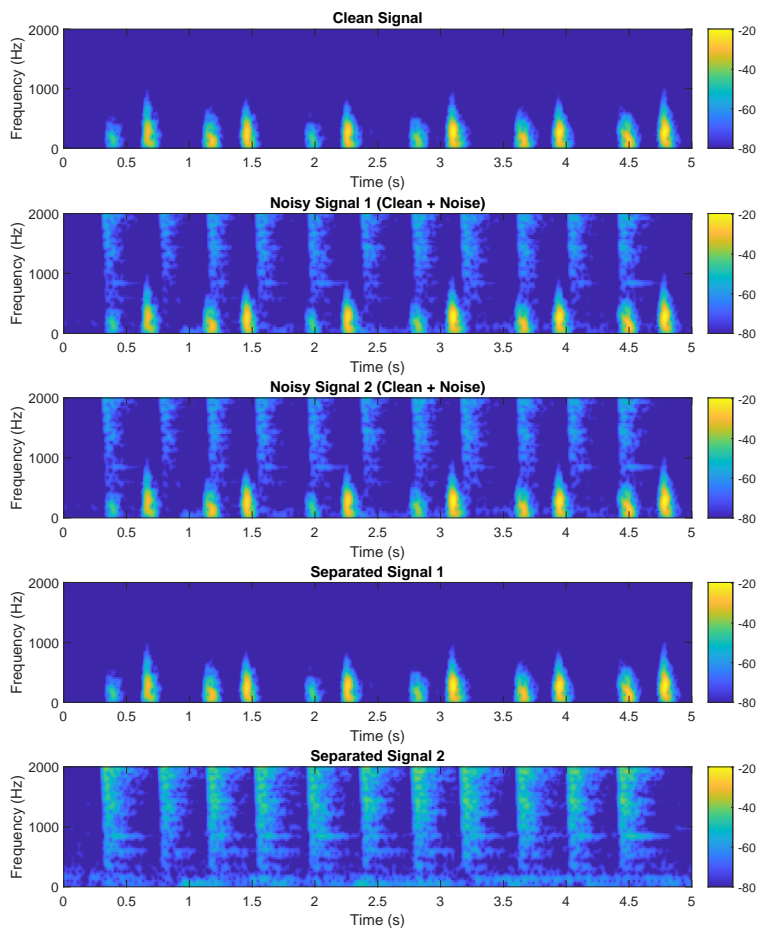 Clean Signal
2000
1000
0
Frequency (Hz)
0 0.5 1 1.5 2 2.5 3 3.5 4 4.5 5
Time (s)
-20
-40
-60
-80
Noisy Signal 1 (Clean + Noise)
2000
1000
0
Frequency (Hz)
0 0.5 1 1.5 2 2.5 3 3.5 4 4.5 5
Time (s)
-20
-40
-60
-80
Noisy Signal 2 (Clean + Noise)
2000
1000
0
Frequency (Hz)
0 0.5 1 1.5 2 2.5 3 3.5 4 4.5 5
Time (s)
-20
-40
-60
-80
Separated Signal 1
2000
1000
0
Frequency (Hz)
0 0.5 1 1.5 2 2.5 3 3.5 4 4.5 5
Time (s)
-20
-40
-60
-80
Separated Signal 2
2000
1000
0
Frequency (Hz)
0 0.5 1 1.5 2 2.5 3 3.5 4 4.5 5
Time (s)
-20
-40
-60
-80